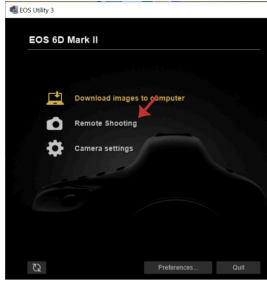 EOS Utility 3
EOS 6D Mark II
Download images to computer
Remote Shooting
Camera settings
Preferences...
Quit